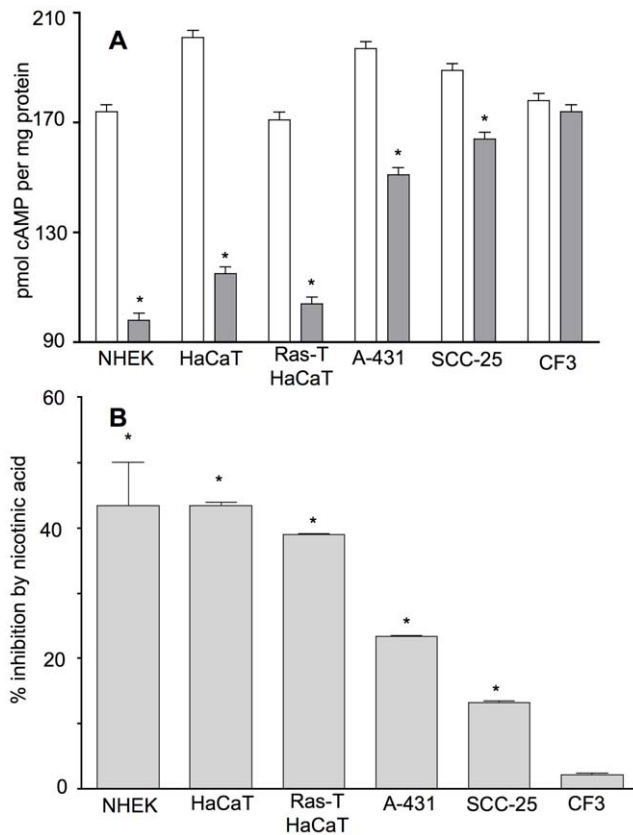 A
pmol cAMP per mg protein
210
170
130
90
*
*
*
*
*
NHEK
HaCaT
Ras-T
HaCaT
A-431
SCC-25
CF3
B
% inhibition by nicotinic acid
60
40
20
0
*
*
*
*
*
NHEK
HaCaT
Ras-T
HaCaT
A-431
SCC-25
CF3